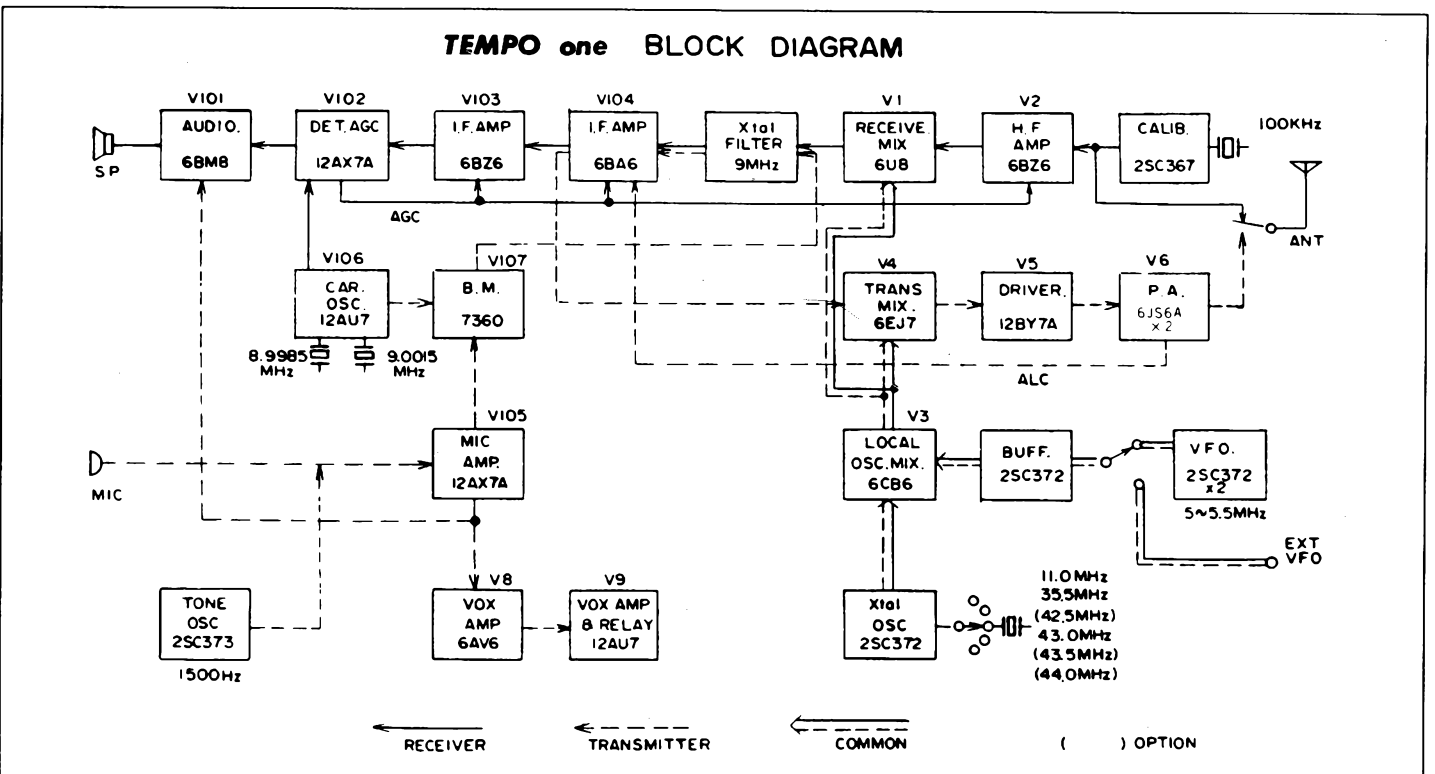 TEMPO one BLOCK DIAGRAM
V101
AUDIO.
6BM8
SP
V102
DET.AGC
12AX7A
V103
I.F. AMP
6BZ6
V104
I.F. AMP
6BA6
Xtal
FILTER
9MHz
V1
RECEIVE.
MIX
6U8
V2
H.F
AMP
6BZ6
CALIB.
2SC367
100KHz
ANT
AGC
V106
CAR.
OSC.
12AU7
8.9985
MHz
9.0015
MHz
V107
B.M.
7360
V4
TRANS
MIX.
6EJ7
V5
DRIVER.
12BY7A
V6
P.A.
6JS6A
x 2
ALC
MIC
V105
MIC
AMP.
12AX7A
V3
LOCAL
OSC.MIX.
6CB6
BUFF.
2SC372
VFO.
2SC372
x2
5~5.5MHz
EXT
VFO
TONE
OSC
2SC373
1500Hz
V8
VOX
AMP
6AV6
V9
VOX AMP
& RELAY
12AU7
Xtal
OSC
2SC372
11.0MHz
35.5MHz
(42.5MHz)
43.0MHz
(43.5MHz)
(44.0MHz)
RECEIVER
TRANSMITTER
COMMON
( ) OPTION